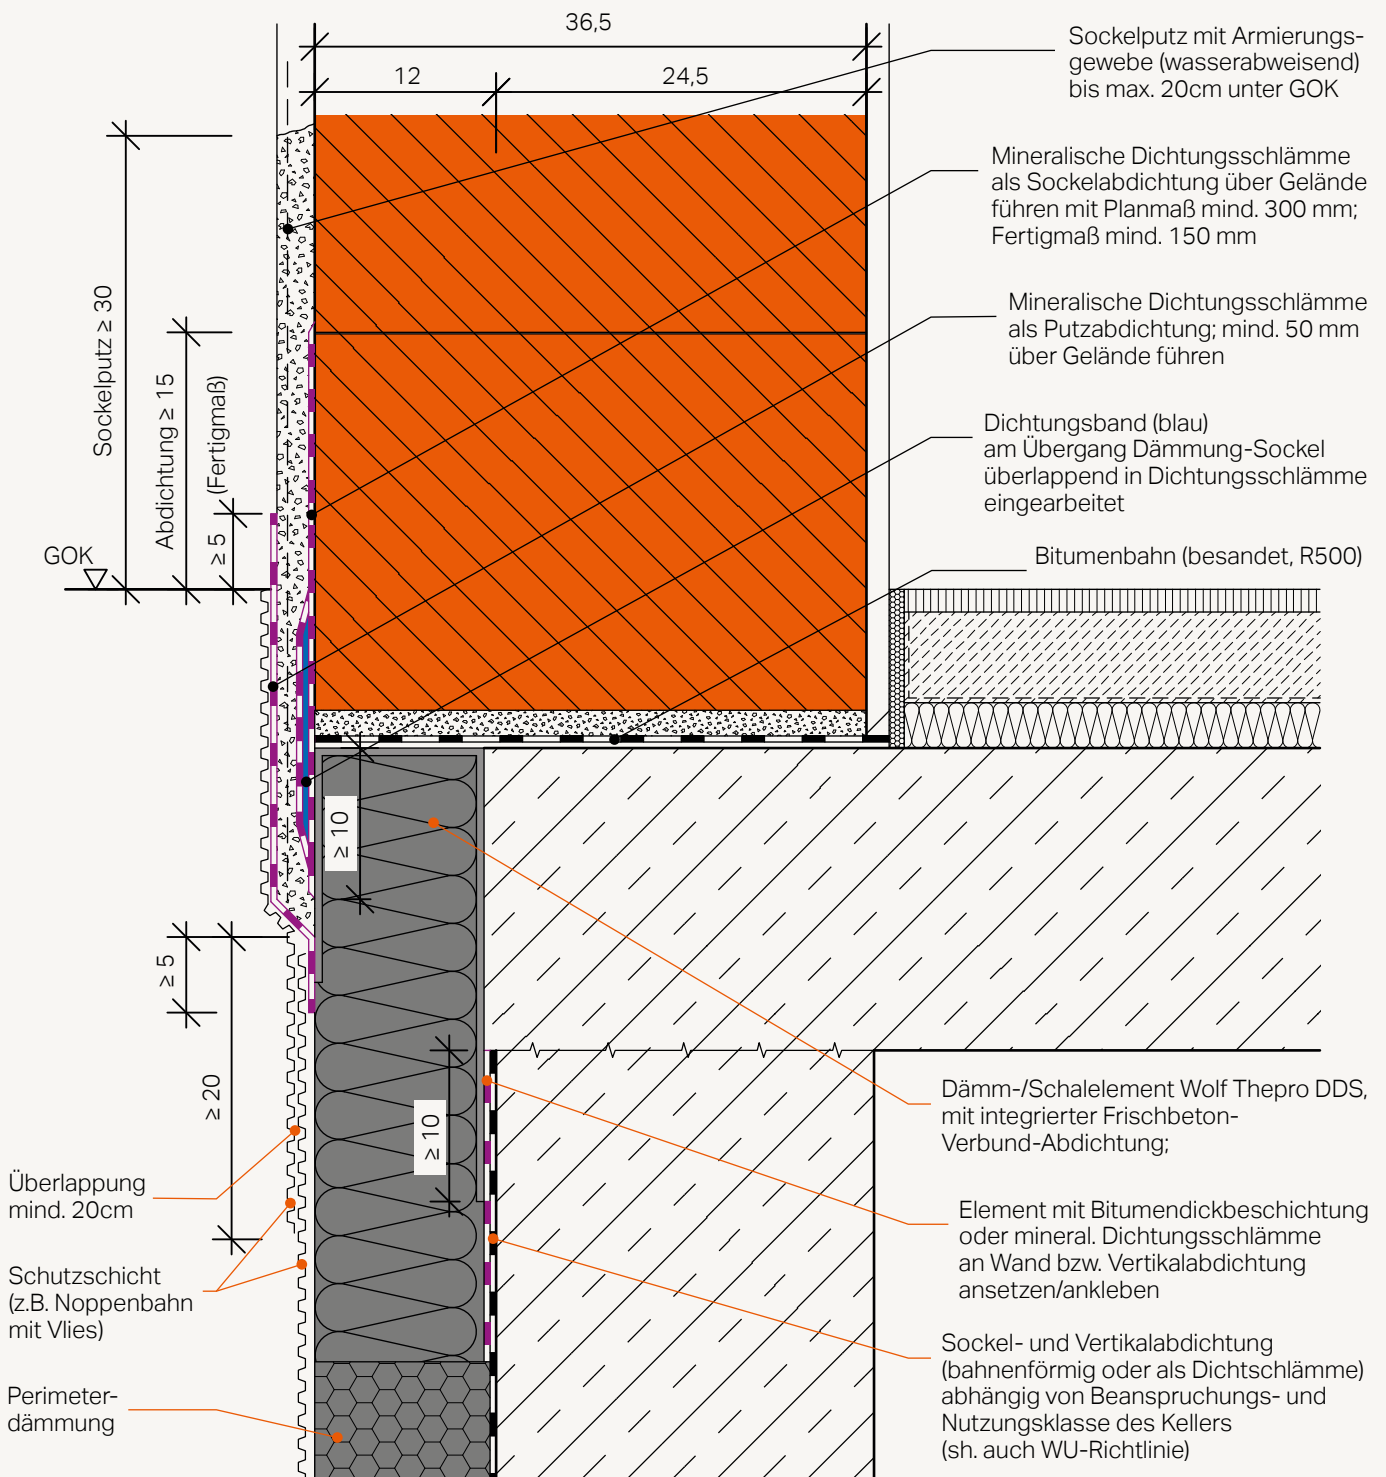 36,5
12
24,5
Sockelputz mit Armierungs-
gewebe (wasserabweisend)
bis max. 20cm unter GOK
Mineralische Dichtungsschlämme
als Sockelabdichtung über Gelände
führen mit Planmaß mind. 300 mm;
Fertigmaß mind. 150 mm
Mineralische Dichtungsschlämme
als Putzabdichtung; mind. 50 mm
über Gelände führen
Dichtungsband (blau)
am Übergang Dämmung-Sockel
überlappend in Dichtungsschlämme
eingearbeitet
Bitumenbahn (besandet, R500)
Sockelputz ≥ 30
Abdichtung ≥ 15
(Fertigmaß)
≥ 5
GOK
≥ 10
≥ 5
≥ 20
≥ 10
Dämm-/Schalelement Wolf Thepro DDS,
mit integrierter Frischbeton-
Verbund-Abdichtung;
Element mit Bitumendickbeschichtung
oder mineral. Dichtungsschlämme
an Wand bzw. Vertikalabdichtung
ansetzen/ankleben
Sockel- und Vertikalabdichtung
(bahnenförmig oder als Dichtschlämme)
abhängig von Beanspruchungs- und
Nutzungsklasse des Kellers
(sh. auch WU-Richtlinie)
Überlappung
mind. 20cm
Schutzschicht
(z.B. Noppenbahn
mit Vlies)
Perimeter-
dämmung